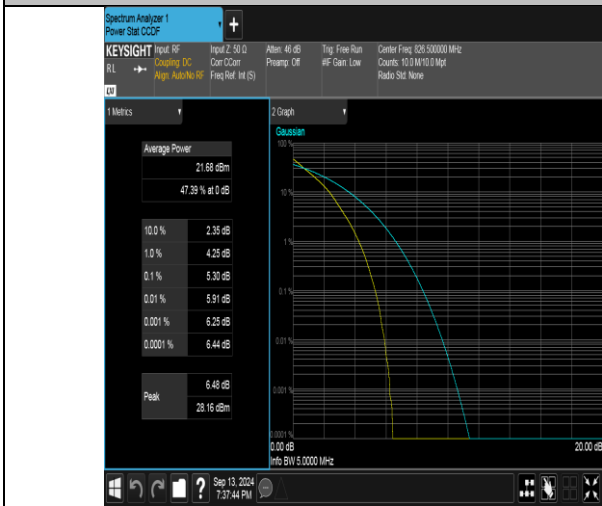 Spectrum Analyzer 1
Power Stat CCDF
+
KEYSIGHT Input: RF Input Z: 50 Ω Atten: 46 dB Trig: Free Run Center Freq: 826.500000 MHz
RL Coupling: DC Corr CCorr Preamp: Off #IF Gain: Low Counts: 10.0 M/10.0 Mpt
Align: Auto/No RF Freq Ref: Int (S) Radio Std: None
LXI
1 Metrics
2 Graph
Gaussian
Average Power
21.68 dBm
47.39 % at 0 dB
10.0 % 2.35 dB
1.0 % 4.25 dB
0.1 % 5.30 dB
0.01 % 5.91 dB
0.001 % 6.25 dB
0.0001 % 6.44 dB
Peak 6.48 dB
28.16 dBm
100 %
10 %
1 %
0.1 %
0.01 %
0.001 %
0.0001 %
0.00 dB 20.00 dB
Info BW 5.0000 MHz
? Sep 13, 2024
7:37:44 PM